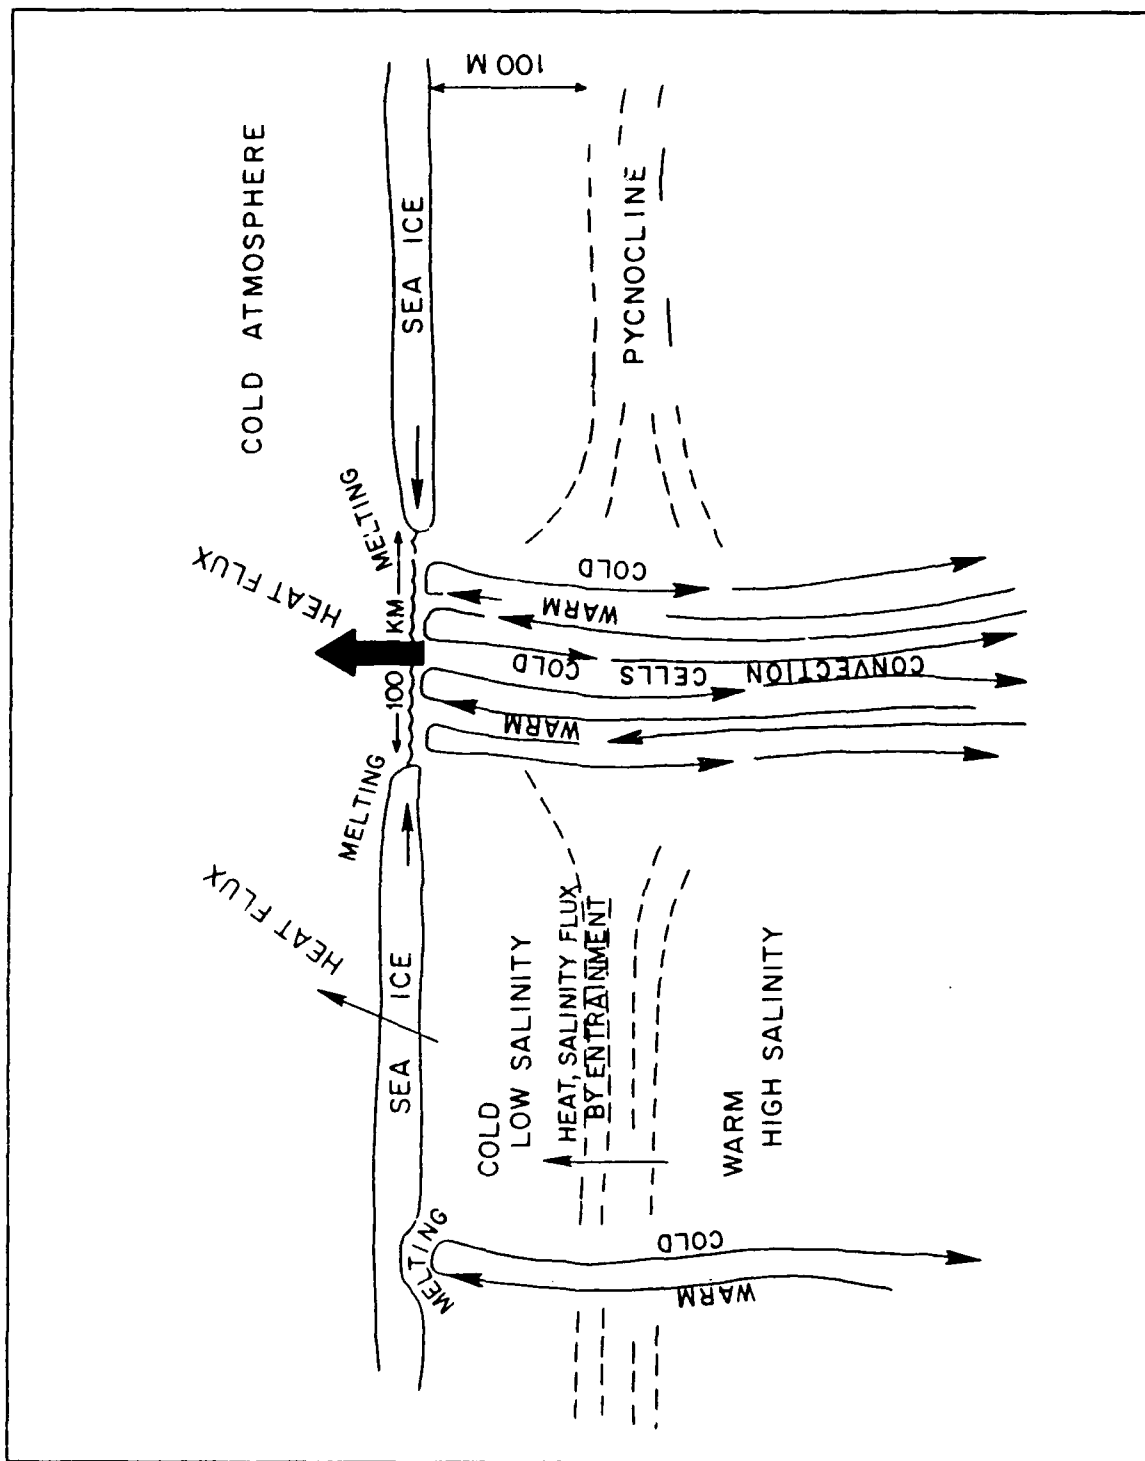 COLD ATMOSPHERE
HEAT FLUX
HEAT FLUX
MELTING
MELTING
100 KM
SEA ICE
SEA ICE
100 M
MELTING
COLD
LOW SALINITY
HEAT, SALINITY FLUX
BY ENTRAINMENT
WARM
HIGH SALINITY
PYCNOCLINE
WARM
COLD
WARM
COLD
WARM
COLD
CONVECTION CELLS